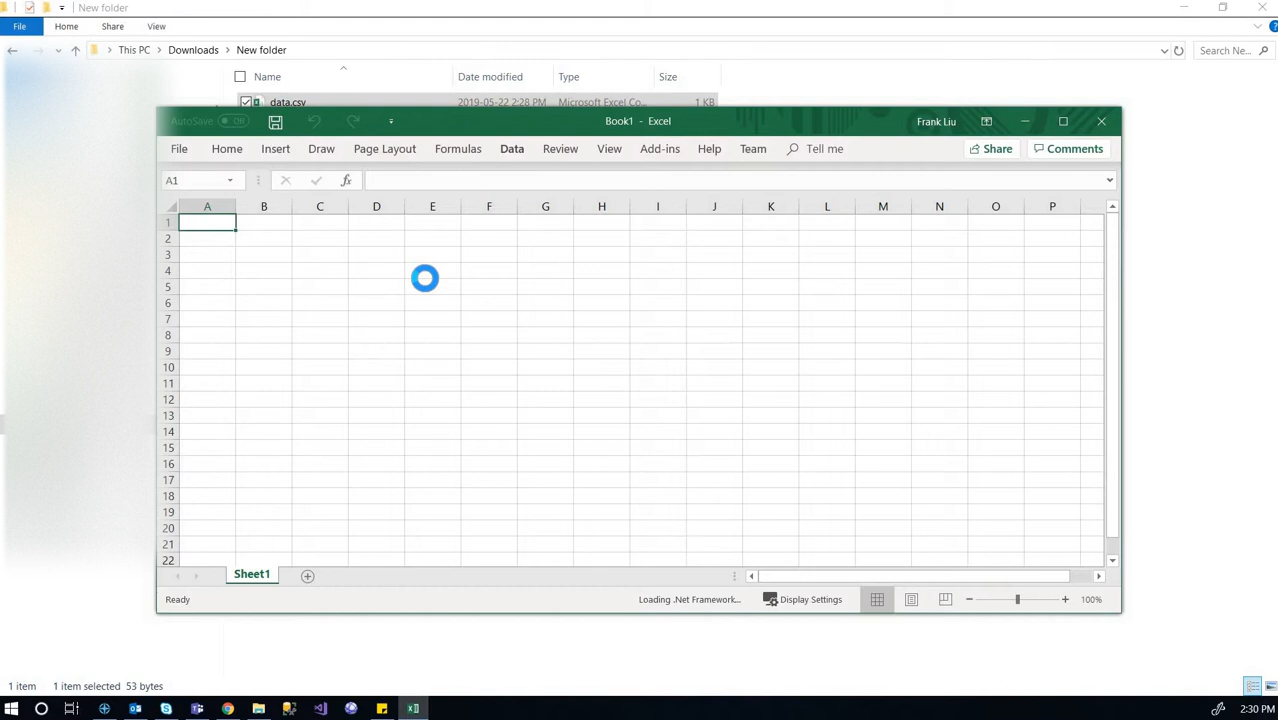 New folder
File Home Share View
This PC > Downloads > New folder
Search Ne...
Name Date modified Type Size
data.csv 2019-05-22 2:28 PM Microsoft Excel Co... 1 KB
AutoSave Off Book1 - Excel Frank Liu
File Home Insert Draw Page Layout Formulas Data Review View Add-ins Help Team Tell me Share Comments
A1 fx
A B C D E F G H I J K L M N O P
1
2
3
4
5
6
7
8
9
10
11
12
13
14
15
16
17
18
19
20
21
22
Sheet1
Ready Loading .Net Framework... Display Settings 100%
1 item 1 item selected 53 bytes
2:30 PM